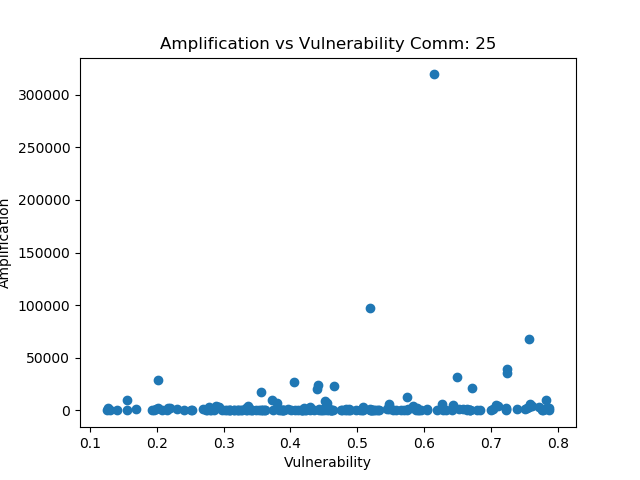 Amplification vs Vulnerability Comm: 25
300000
250000
200000
150000
100000
50000
0
Amplification
0.1 0.2 0.3 0.4 0.5 0.6 0.7 0.8
Vulnerability